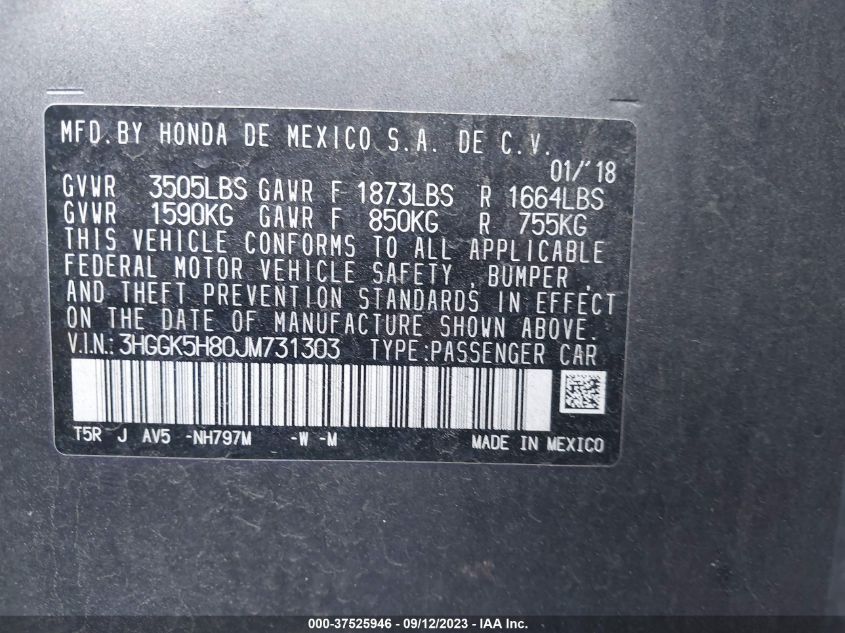 MFD. BY HONDA DE MEXICO S.A. DE C.V.
01/'18
GVWR 3505LBS GAWR F 1873LBS R 1664LBS
GVWR 1590KG GAWR F 850KG R 755KG
THIS VEHICLE CONFORMS TO ALL APPLICABLE
FEDERAL MOTOR VEHICLE SAFETY , BUMPER ,
AND THEFT PREVENTION STANDARDS IN EFFECT
ON THE DATE OF MANUFACTURE SHOWN ABOVE.
V.I.N.: 3HGGK5H80JM731303 TYPE:PASSENGER CAR
T5R J AV5 -NH797M -W -M MADE IN MEXICO
000-37525946 - 09/12/2023 - IAA Inc.